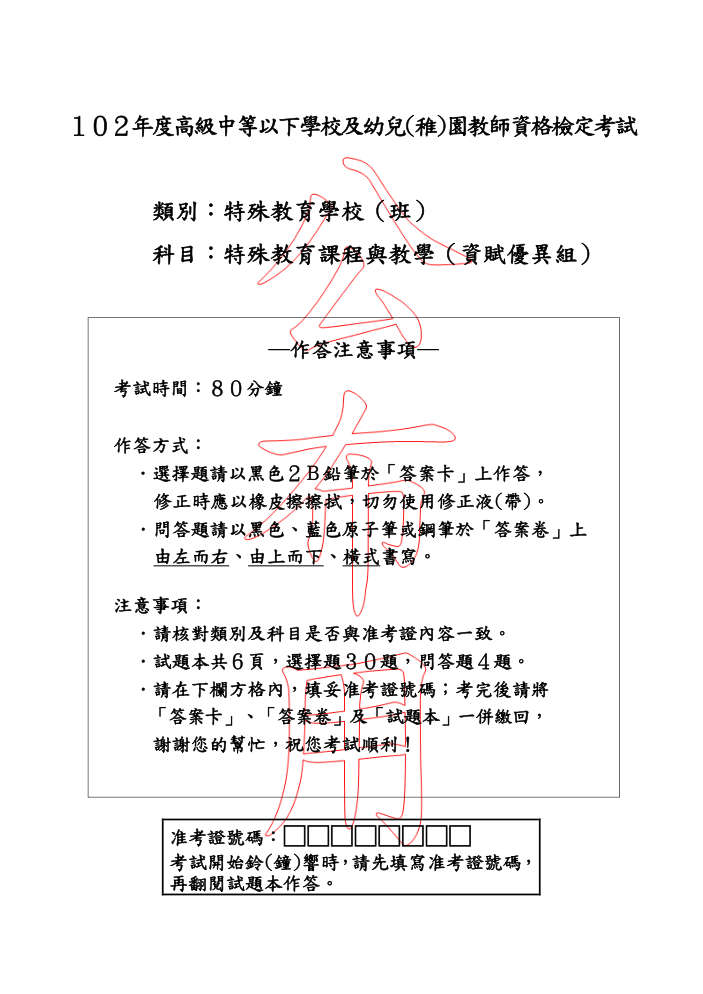 102年度高級中等以下學校及幼兒(稚)園教師資格檢定考試
類別：特殊教育學校（班）
科目：特殊教育課程與教學（資賦優異組）
—作答注意事項—
考試時間：80分鐘
作答方式：
・選擇題請以黑色2B鉛筆於「答案卡」上作答，
修正時應以橡皮擦擦拭，切勿使用修正液(帶)。
・問答題請以黑色、藍色原子筆或鋼筆於「答案卷」上
由左而右、由上而下、橫式書寫。
注意事項：
・請核對類別及科目是否與准考證內容一致。
・試題本共6頁，選擇題30題，問答題4題。
・請在下欄方格內，填妥准考證號碼；考完後請將
「答案卡」、「答案卷」及「試題本」一併繳回，
謝謝您的幫忙，祝您考試順利！
准考證號碼：□□□□□□□□
考試開始鈴(鐘)響時，請先填寫准考證號碼，
再翻閱試題本作答。
公布用